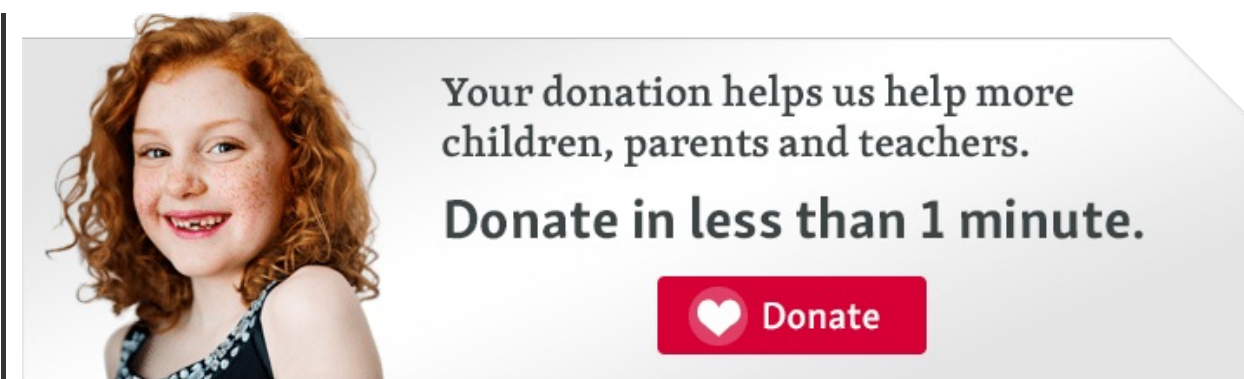 Your donation helps us help more
children, parents and teachers.
Donate in less than 1 minute.
Donate